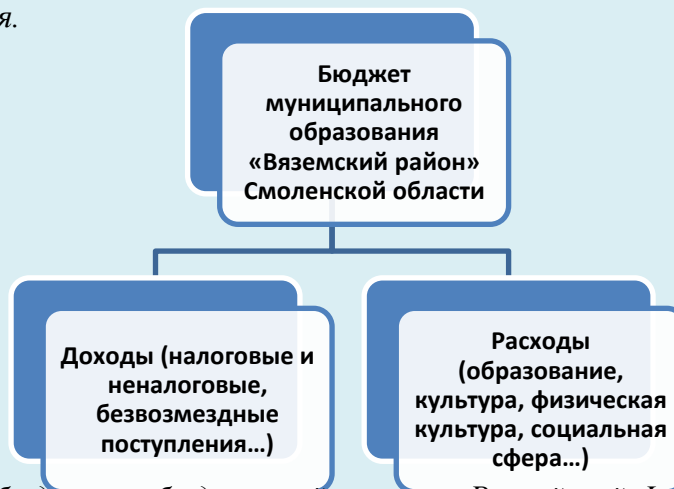 я.
Бюджет
муниципального
образования
«Вяземский район»
Смоленской области
Доходы (налоговые и
неналоговые,
безвозмездные
поступления…)
Расходы
(образование,
культура, физическая
культура, социальная
сфера…)